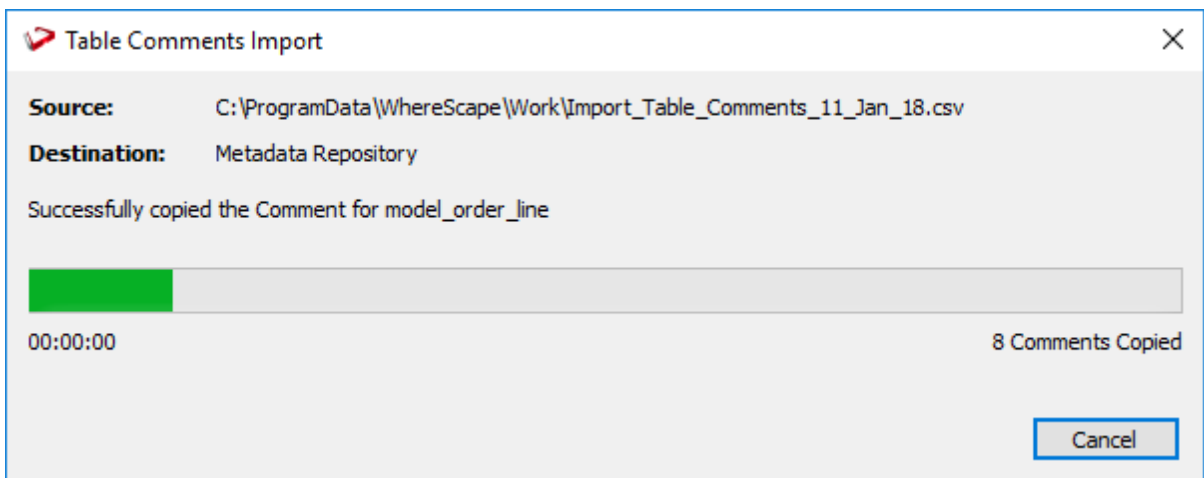 Table Comments Import
Source: C:\ProgramData\WhereScape\Work\Import_Table_Comments_11_Jan_18.csv
Destination: Metadata Repository
Successfully copied the Comment for model_order_line
00:00:00 8 Comments Copied
Cancel